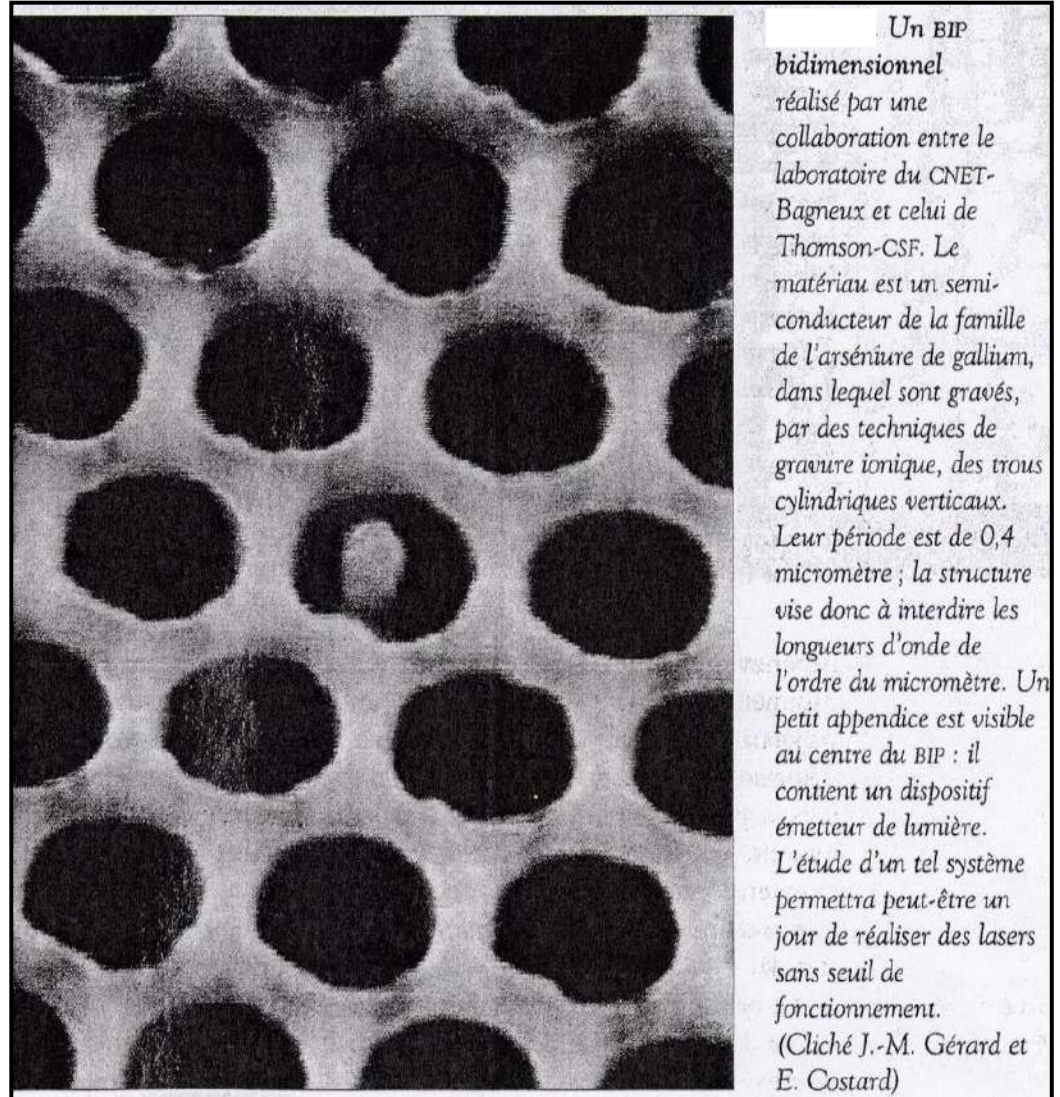 . Un BIP
bidimensionnel
réalisé par une
collaboration entre le
laboratoire du CNET-
Bagneux et celui de
Thomson-CSF. Le
matériau est un semi-
conducteur de la famille
de l'arséniure de gallium,
dans lequel sont gravés,
par des techniques de
gravure ionique, des trous
cylindriques verticaux.
Leur période est de 0,4
micromètre ; la structure
vise donc à interdire les
longueurs d'onde de
l'ordre du micromètre. Un
petit appendice est visible
au centre du BIP : il
contient un dispositif
émetteur de lumière.
L'étude d'un tel système
permettra peut-être un
jour de réaliser des lasers
sans seuil de
fonctionnement.
(Cliché J.-M. Gérard et
E. Costard)